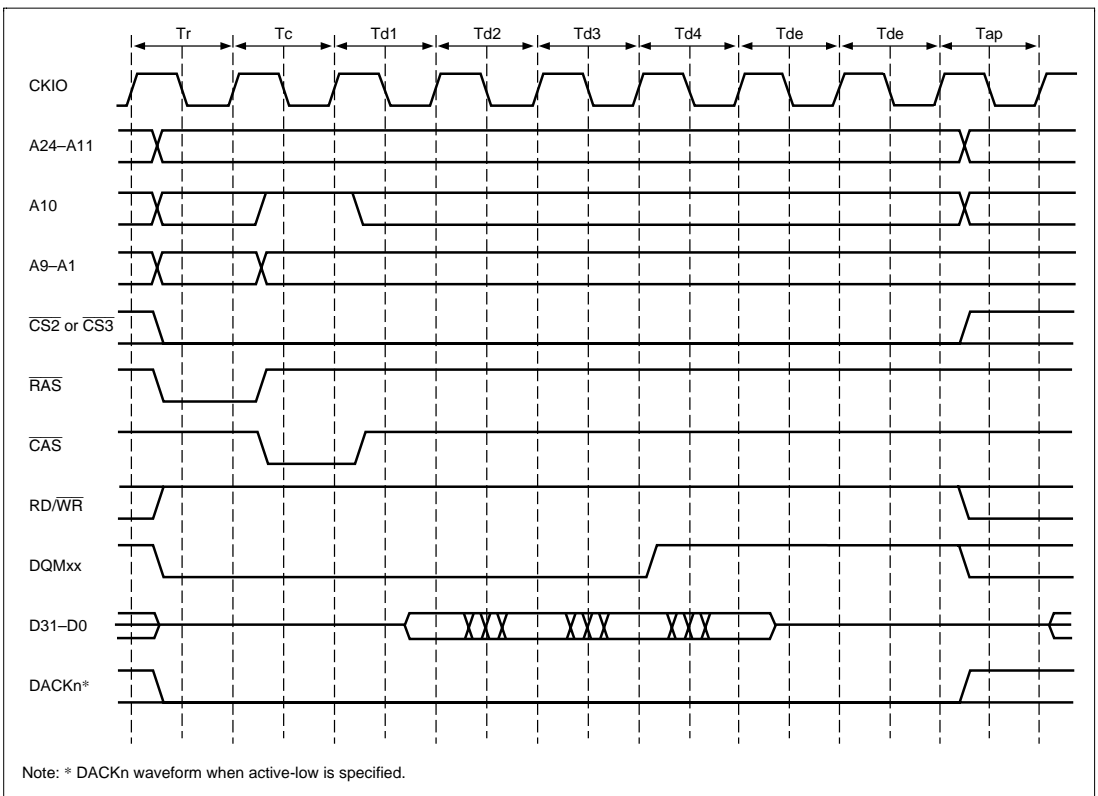 Tr Tc Td1 Td2 Td3 Td4 Tde Tde Tap
CKIO
A24–A11
A10
A9–A1
CS2 or CS3
RAS
CAS
RD/WR
DQMxx
D31–D0
DACKn*
Note: * DACKn waveform when active-low is specified.